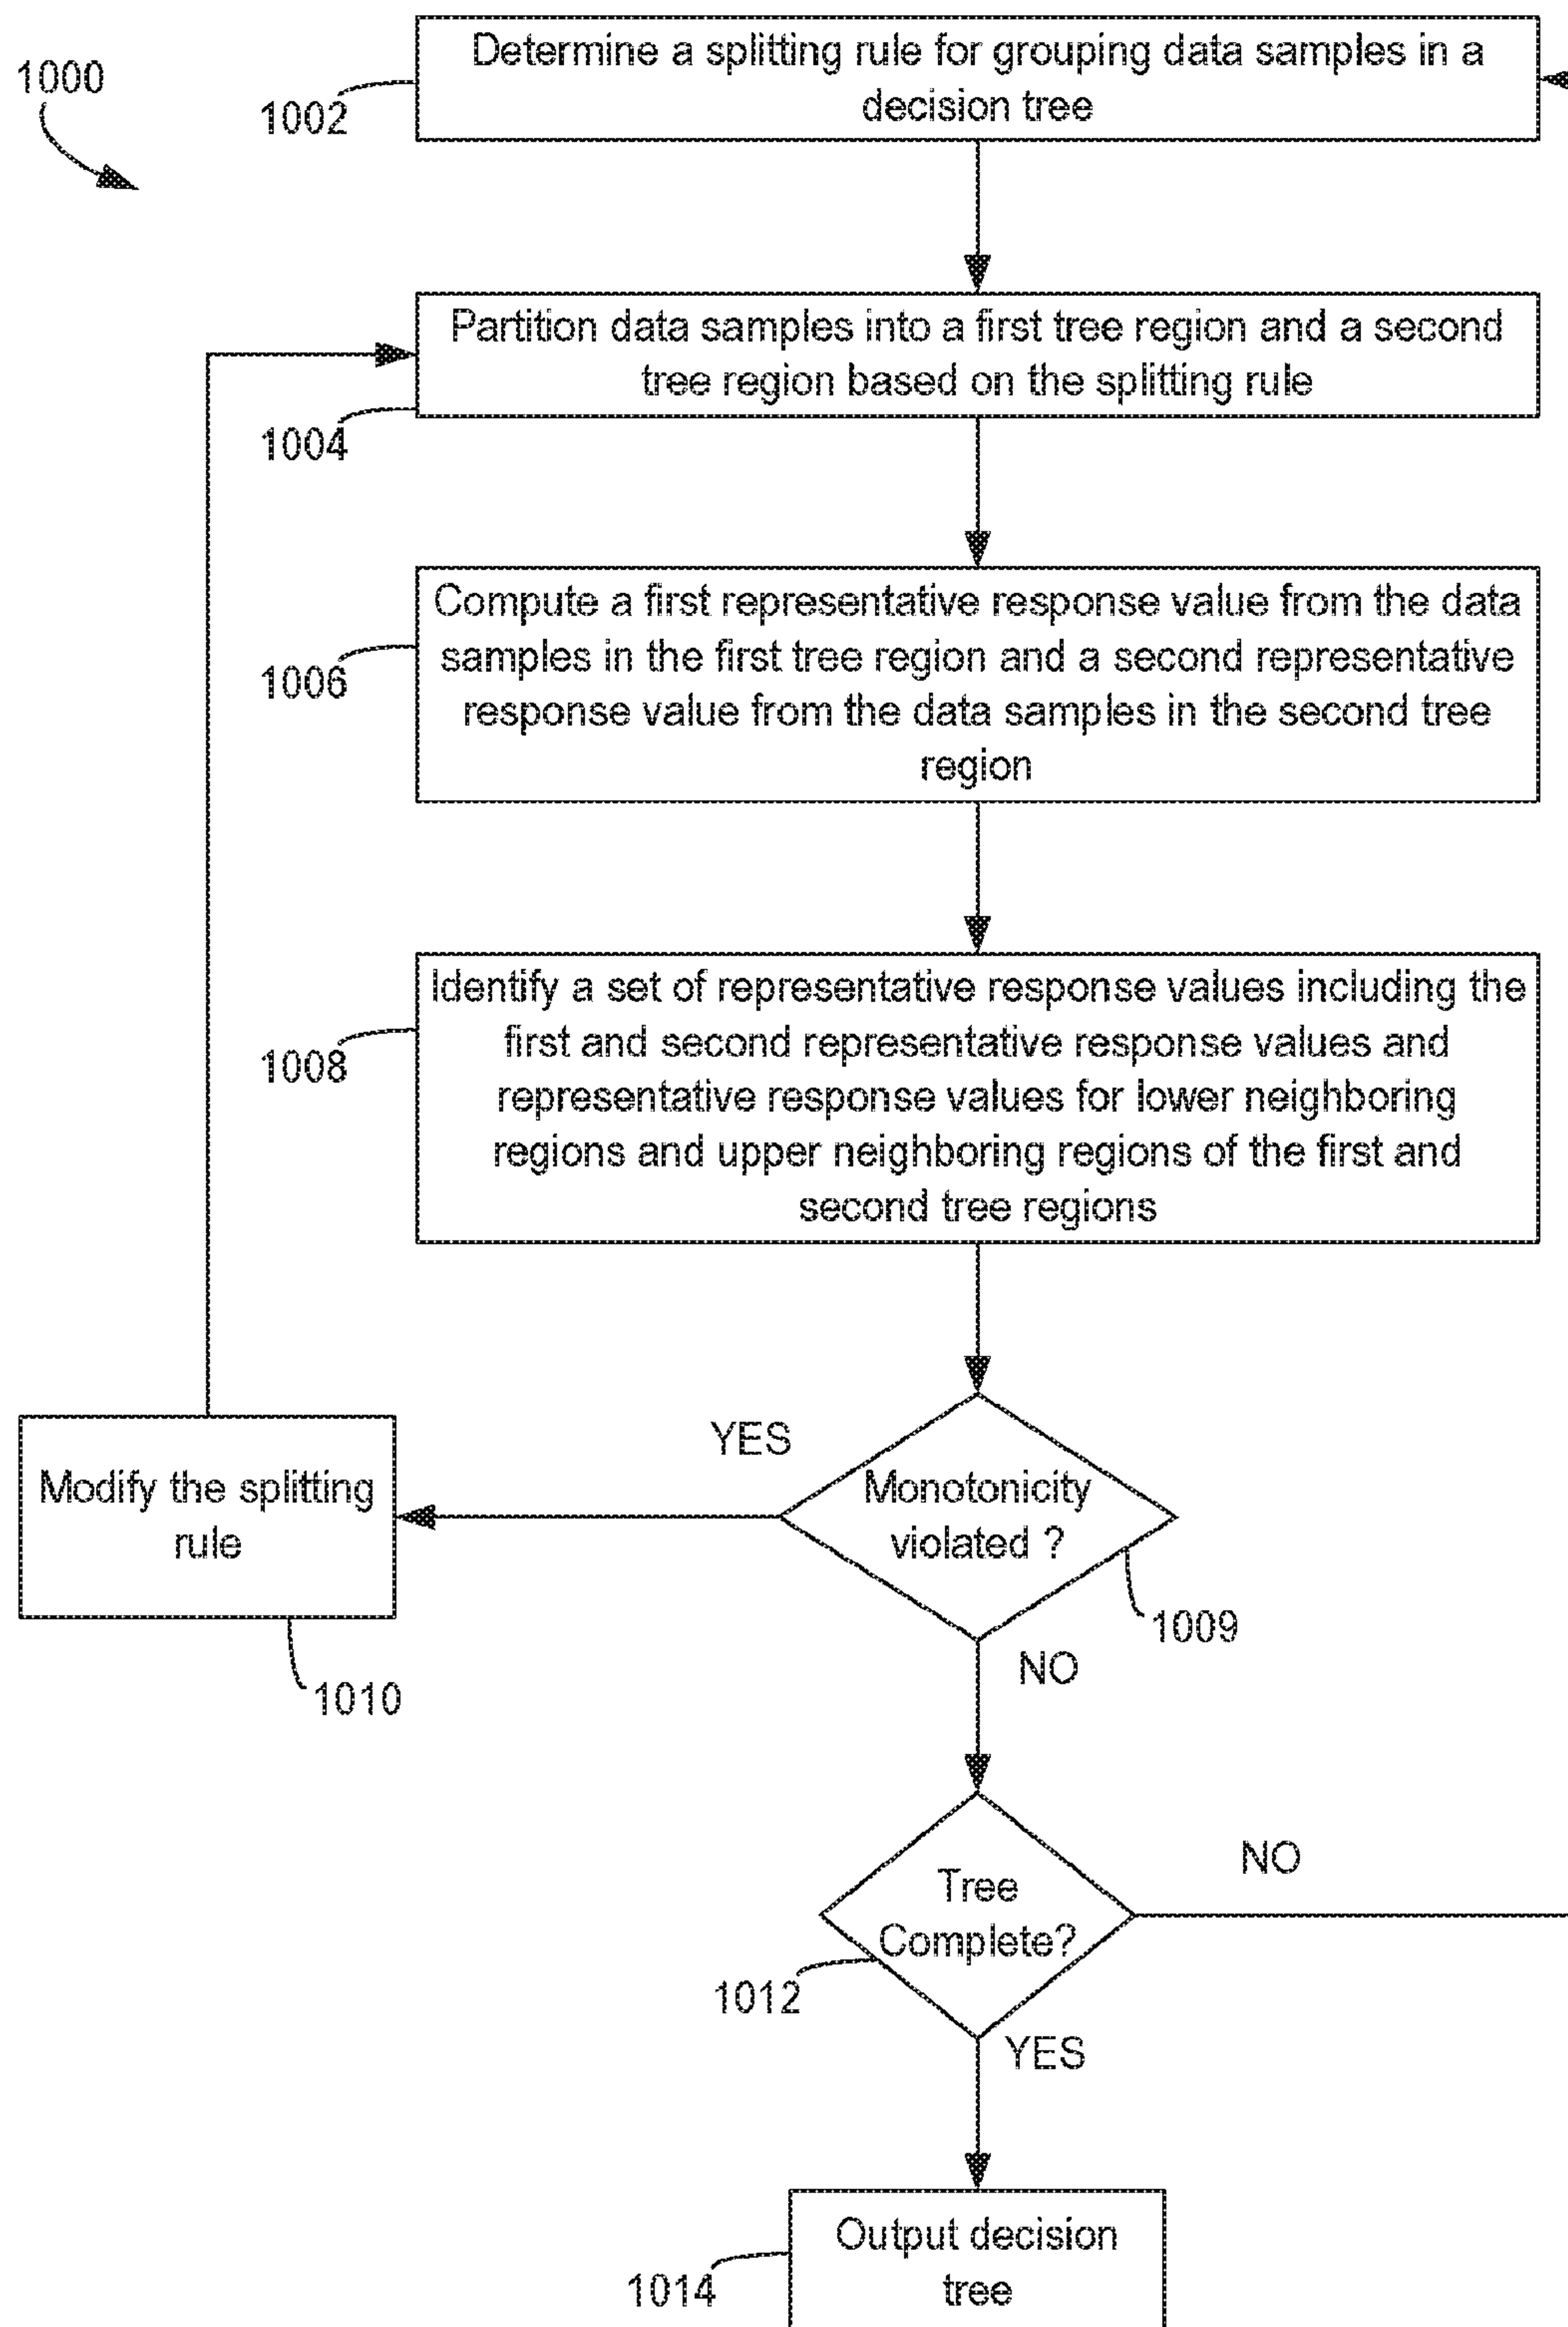 1000
Determine a splitting rule for grouping data samples in a
decision tree
1002
Partition data samples into a first tree region and a second
tree region based on the splitting rule
1004
Compute a first representative response value from the data
samples in the first tree region and a second representative
response value from the data samples in the second tree
region
1006
Identify a set of representative response values including the
first and second representative response values and
representative response values for lower neighboring
regions and upper neighboring regions of the first and
second tree regions
1008
YES
Monotonicity
violated ?
1009
Modify the splitting
rule
1010
NO
Tree
Complete?
NO
1012
YES
Output decision
tree
1014